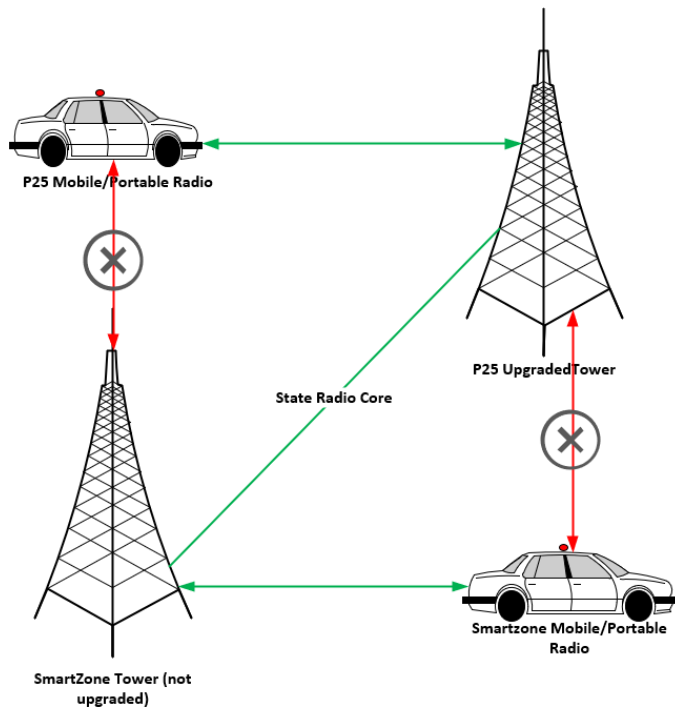 P25 Mobile/Portable Radio
P25 UpgradedTower
State Radio Core
Smartzone Mobile/Portable
Radio
SmartZone Tower (not
upgraded)